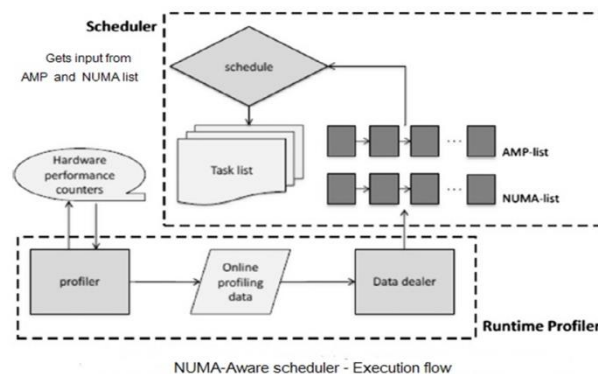 Scheduler
Gets input from
AMP and NUMA list
schedule
Task list
AMP-list
NUMA-list
Hardware
performance
counters
profiler
Online
profiling
data
Data dealer
Runtime Profiler
NUMA-Aware scheduler - Execution flow